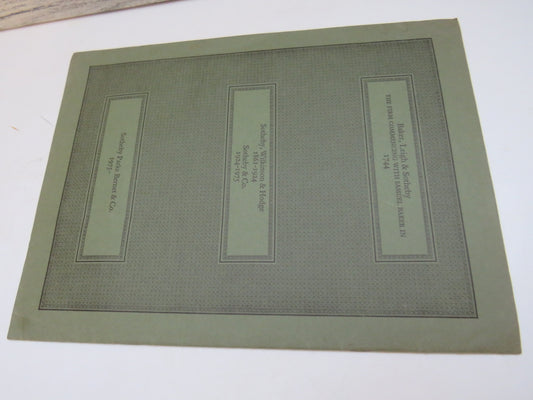 Baker, Leigh & Sotheby
THE FIRM COMMENCING WITH SAMUEL BAKER IN
1744
Sotheby, Wilkinson & Hodge
1861-1924
Sotheby & Co.
1924-1975
Sotheby Parke Bernet & Co.
1975-